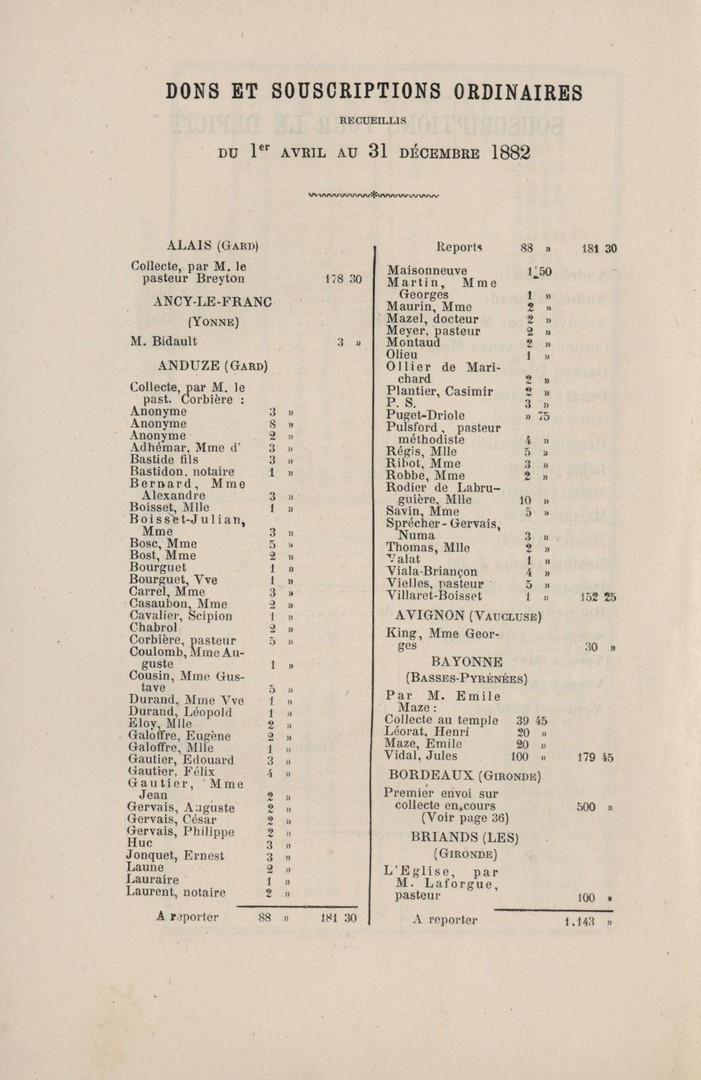 DONS ET SOUSCRIPTIONS ORDINAIRES
RECUEILLIS
DU 1er AVRIL AU 31 DÉCEMBRE 1882
ALAIS (GARD)
Collecte, par M. le
pasteur Breyton 178 30
ANCY-LE-FRANC
(YONNE)
M. Bidault 3 »
ANDUZE (GARD)
Collecte, par M. le
past. Corbière :
Anonyme 3 »
Anonyme 8 »
Anonyme 2 »
Adhémar, Mme d' 3 »
Bastide fils 3 »
Bastidon, notaire 1 »
Bernard, Mme
Alexandre 3 »
Boisset, Mlle 1 »
Boisset-Julian,
Mme 3 »
Bosc, Mme 5 »
Bost, Mme 2 »
Bourguet 1 »
Bourguet, Vve 1 »
Carrel, Mme 3 »
Casaubon, Mme 2 »
Cavalier, Scipion 1 »
Chabrol 2 »
Corbière, pasteur 5 »
Coulomb, Mme Au-
guste 1 »
Cousin, Mme Gus-
tave 5 »
Durand, Mme Vve 1 »
Durand, Léopold 1 »
Eloy, Mlle 2 »
Galoffre, Eugène 2 »
Galoffre, Mlle 1 »
Gautier, Edouard 3 »
Gautier, Félix 4 »
Gautier, Mme
Jean 2 »
Gervais, Auguste 2 »
Gervais, César 2 »
Gervais, Philippe 2 »
Huc 3 »
Jonquet, Ernest 3 »
Laune 2 »
Lauraire 1 »
Laurent, notaire 2 »
A reporter 88 » 181 30
Reports 88 » 181 30
Maisonneuve 1 50
Martin, Mme
Georges 1 »
Maurin, Mme 2 »
Mazel, docteur 2 »
Meyer, pasteur 2 »
Montaud 2 »
Olieu 1 »
Ollier de Mari-
chard 2 »
Plantier, Casimir 2 »
P. S. 3 »
Puget-Driole » 75
Pulsford, pasteur
méthodiste 4 »
Régis, Mlle 5 »
Ribot, Mme 3 »
Robbe, Mme 2 »
Rodier de Labru-
guière, Mlle 10 »
Savin, Mme 5 »
Sprécher-Gervais,
Numa 3 »
Thomas, Mlle 2 »
Valat 1 »
Viala-Briançon 4 »
Vielles, pasteur 5 »
Villaret-Boisset 1 » 152 25
AVIGNON (VAUCLUSE)
King, Mme Geor-
ges 30 »
BAYONNE
(BASSES-PYRÉNÉES)
Par M. Emile
Maze :
Collecte au temple 39 45
Léorat, Henri 20 »
Maze, Emile 20 »
Vidal, Jules 100 » 179 45
BORDEAUX (GIRONDE)
Premier envoi sur
collecte en cours 500 »
(Voir page 36)
BRIANDS (LES)
(GIRONDE)
L'Eglise, par
M. Laforgue,
pasteur 100 »
A reporter 1.143 »